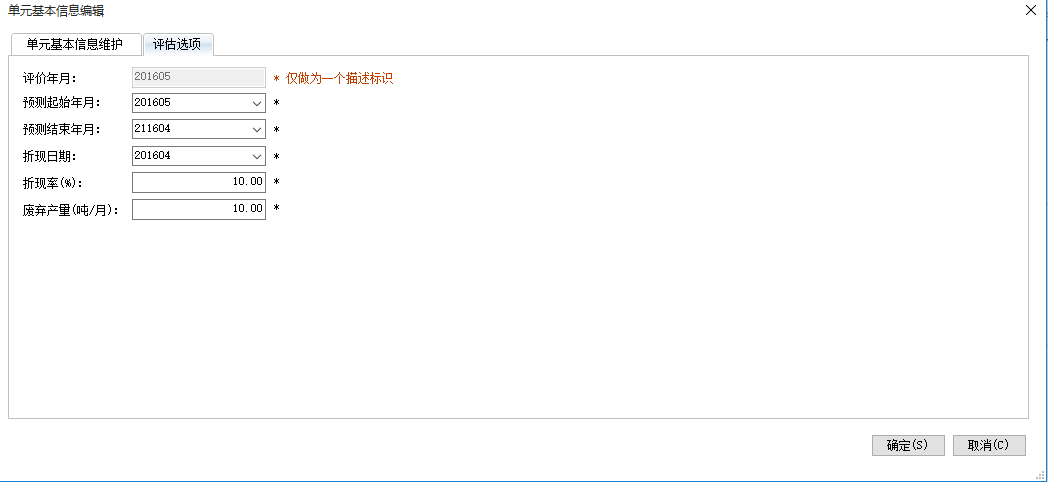 单元基本信息编辑
单元基本信息维护 评估选项
评价年月: 201605 * 仅做为一个描述标识
预测起始年月: 201605 *
预测结束年月: 211604 *
折现日期: 201604 *
折现率(%): 10.00 *
废弃产量(吨/月): 10.00 *
确定(S) 取消(C)